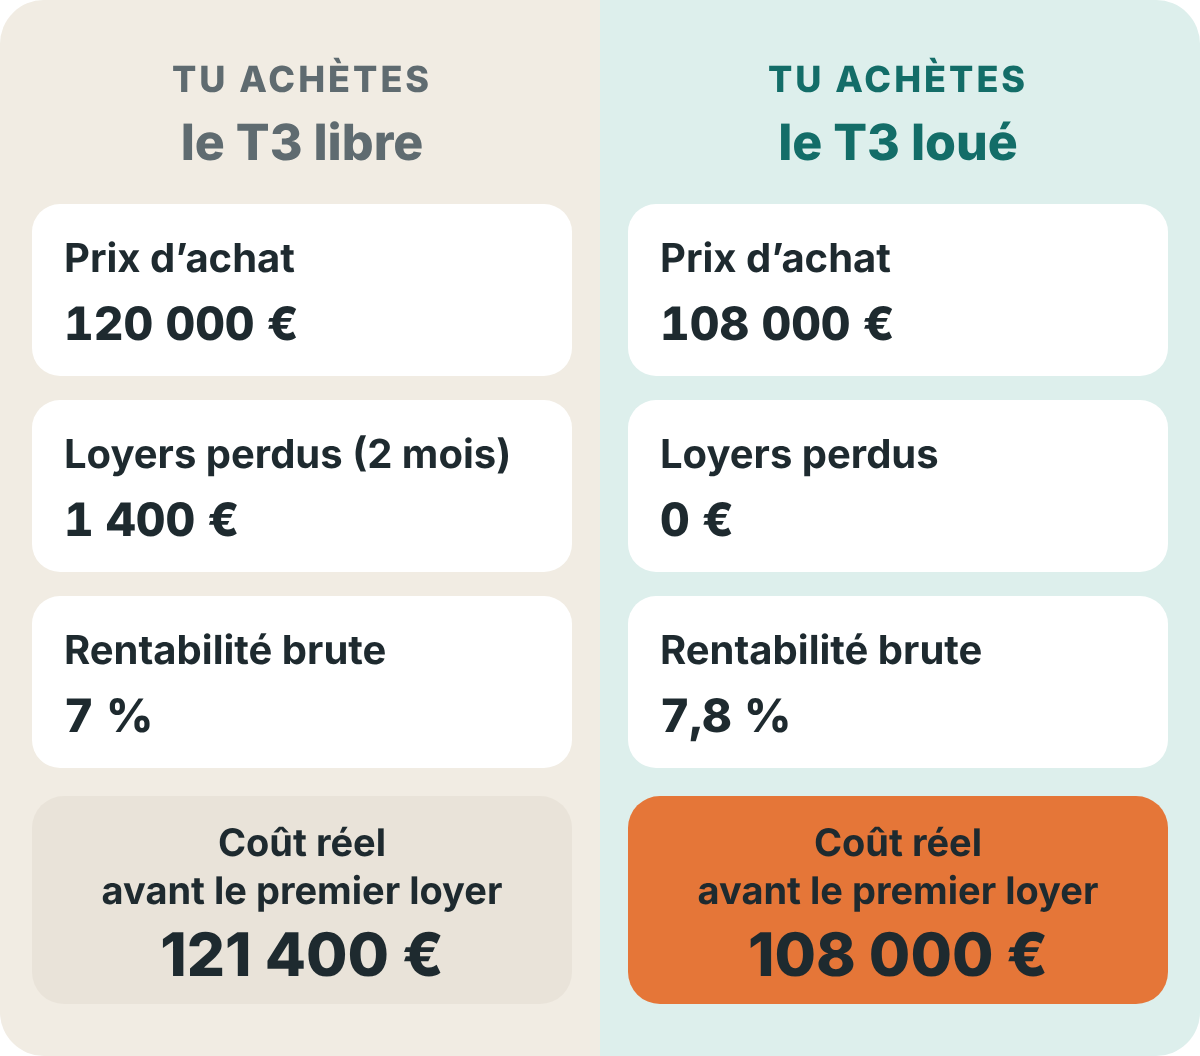 TU ACHÈTES
le T3 libre
Prix d’achat
120 000 €
Loyers perdus (2 mois)
1 400 €
Rentabilité brute
7 %
Coût réel
avant le premier loyer
121 400 €
TU ACHÈTES
le T3 loué
Prix d’achat
108 000 €
Loyers perdus
0 €
Rentabilité brute
7,8 %
Coût réel
avant le premier loyer
108 000 €